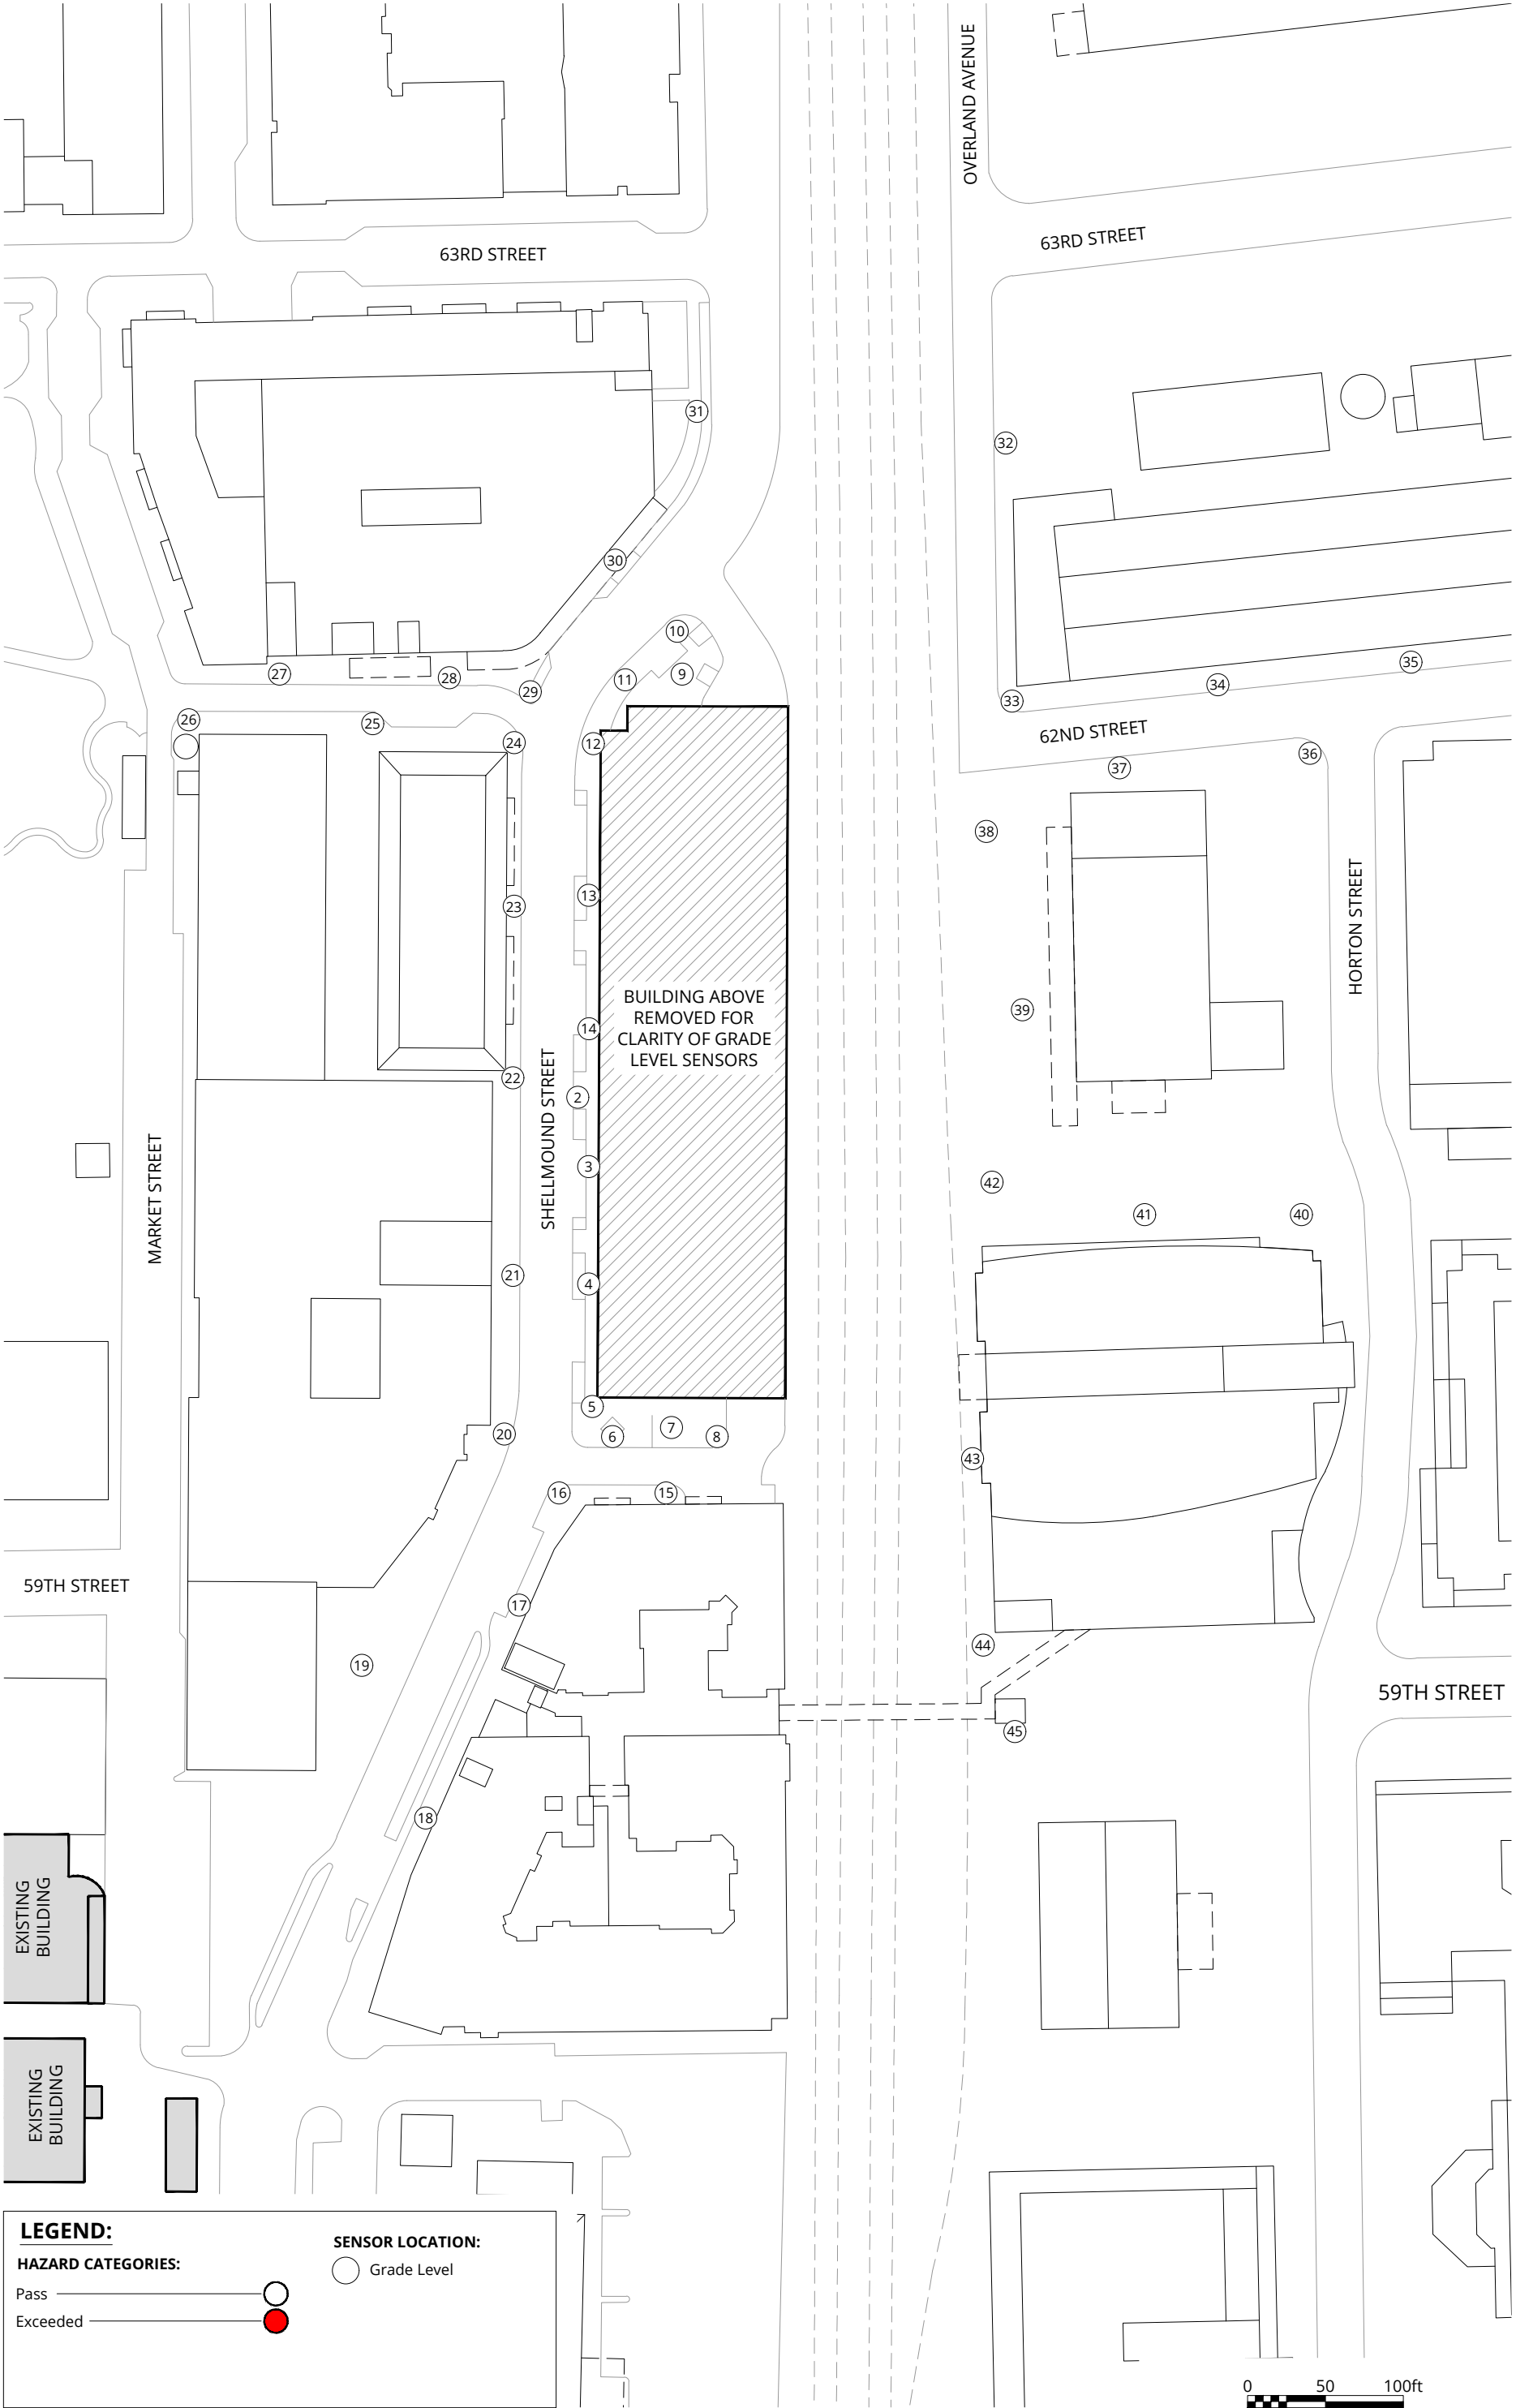 OVERLAND AVENUE
63RD STREET
63RD STREET
31
32
30
10
35
11
9
27
28
34
29
33
26
25
62ND STREET
24
12
36
37
38
13
23
HORTON STREET
BUILDING ABOVE
REMOVED FOR
CLARITY OF GRADE
LEVEL SENSORS
39
14
22
2
SHELLMOUND STREET
MARKET STREET
3
42
41
40
21
4
5
7
20
6
8
43
16
15
59TH STREET
17
44
19
59TH STREET
45
18
EXISTING
BUILDING
EXISTING
BUILDING
LEGEND:
HAZARD CATEGORIES:
Pass
Exceeded
SENSOR LOCATION:
Grade Level
0 50 100ft